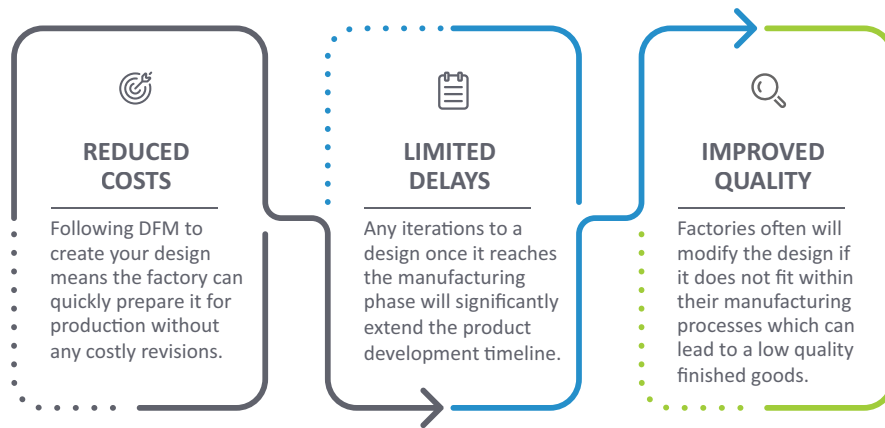 REDUCED
COSTS
Following DFM to
create your design
means the factory can
quickly prepare it for
production without
any costly revisions.
LIMITED
DELAYS
Any iterations to a
design once it reaches
the manufacturing
phase will significantly
extend the product
development timeline.
IMPROVED
QUALITY
Factories often will
modify the design if
it does not fit within
their manufacturing
processes which can
lead to a low quality
finished goods.